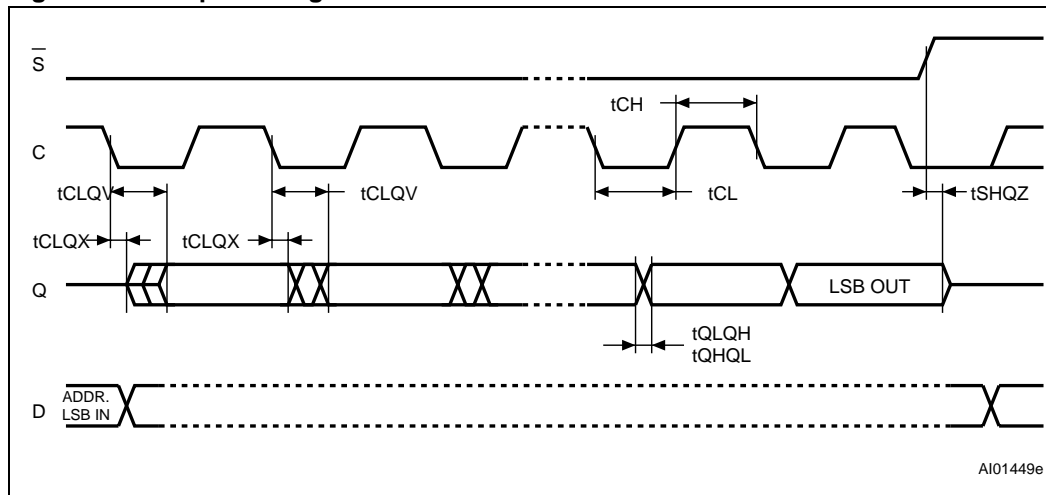 S
tCH
C
tCLQV
tCLQV
tCL
tSHQZ
tCLQX
tCLQX
Q
LSB OUT
tQLQH
tQHQL
D
ADDR.
LSB IN
AI01449e